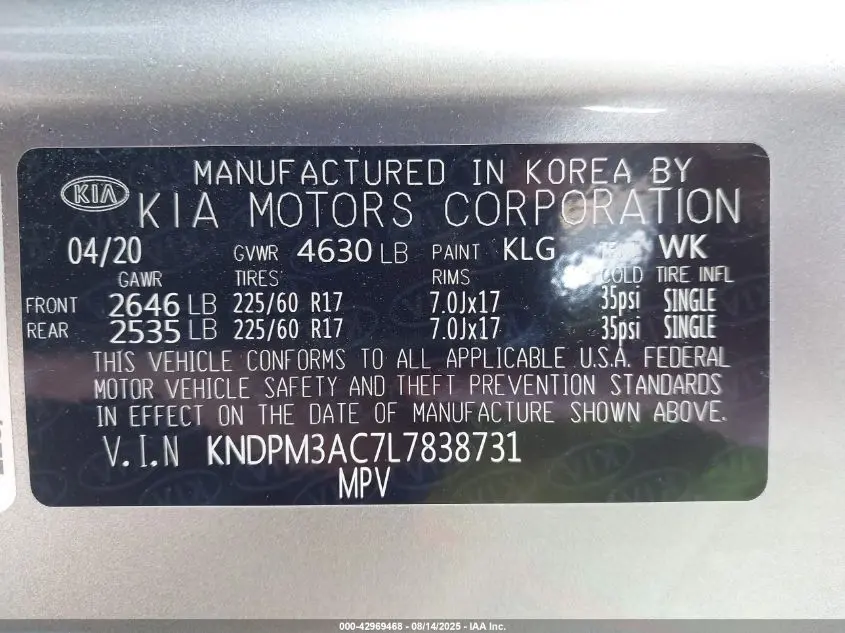 MANUFACTURED IN KOREA BY
KIA KIA MOTORS CORPORATION
04/20 GVWR 4630 LB PAINT KLG WK
GAWR TIRES RIMS COLD TIRE INFL
FRONT 2646 LB 225/60 R17 7.0Jx17 35psi SINGLE
REAR 2535 LB 225/60 R17 7.0Jx17 35psi SINGLE
THIS VEHICLE CONFORMS TO ALL APPLICABLE U.S.A. FEDERAL
MOTOR VEHICLE SAFETY AND THEFT PREVENTION STANDARDS
IN EFFECT ON THE DATE OF MANUFACTURE SHOWN ABOVE.
V.I.N KNDPM3AC7L7838731
MPV
000-42969468 - 08/14/2025 - IAA Inc.